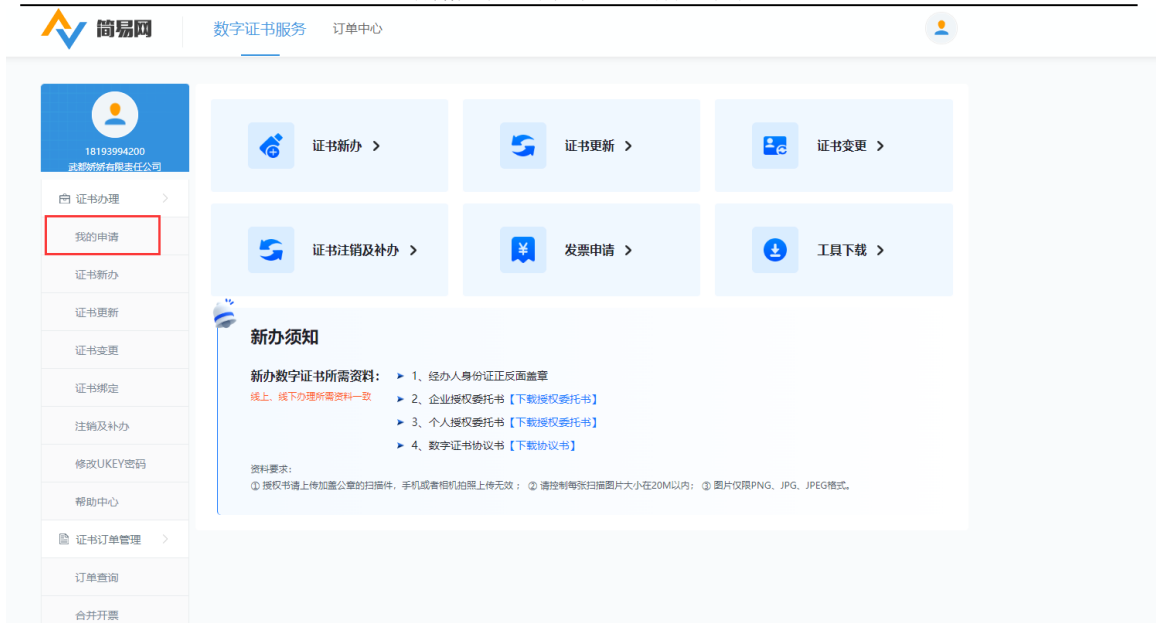 简易网
数字证书服务
订单中心
18193994200
武都娇娇有限责任公司
证书办理
我的申请
证书新办
证书更新
证书变更
证书绑定
注销及补办
修改UKEY密码
帮助中心
证书订单管理
订单查询
合并开票
证书新办
证书更新
证书变更
证书注销及补办
发票申请
工具下载
新办须知
新办数字证书所需资料：
线上、线下办理所需资料一致
➤ 1、经办人身份证正反面盖章
➤ 2、企业授权委托书【下载授权委托书】
➤ 3、个人授权委托书【下载授权委托书】
➤ 4、数字证书协议书【下载协议书】
资料要求：
① 授权书请上传加盖公章的扫描件，手机或者相机拍照上传无效； ② 请控制每张扫描图片大小在20M以内； ③ 图片仅限PNG、JPG、JPEG格式。